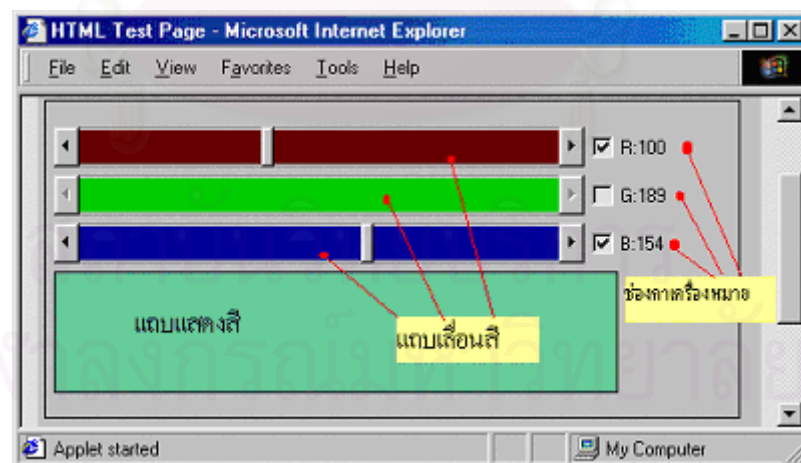 HTML Test Page - Microsoft Internet Explorer
File Edit View Favorites Tools Help
R:100
G:189
B:154
ช่องกาเครื่องหมาย
แถบแสดงสี
แถบเลื่อนสี
Applet started
My Computer